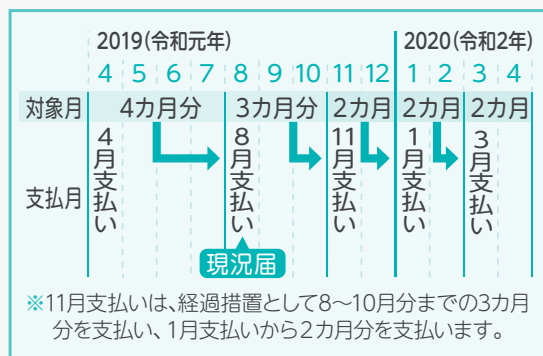 2019(令和元年) 2020(令和2年)
4 5 6 7 8 9 10 11 12 1 2 3 4
対象月 4カ月分 3カ月分 2カ月 2カ月 2カ月
支払月 4月支払い 8月支払い 11月支払い 1月支払い 3月支払い
現況届
※11月支払いは、経過措置として8〜10月分までの3カ月
分を支払い、1月支払いから2カ月分を支払います。